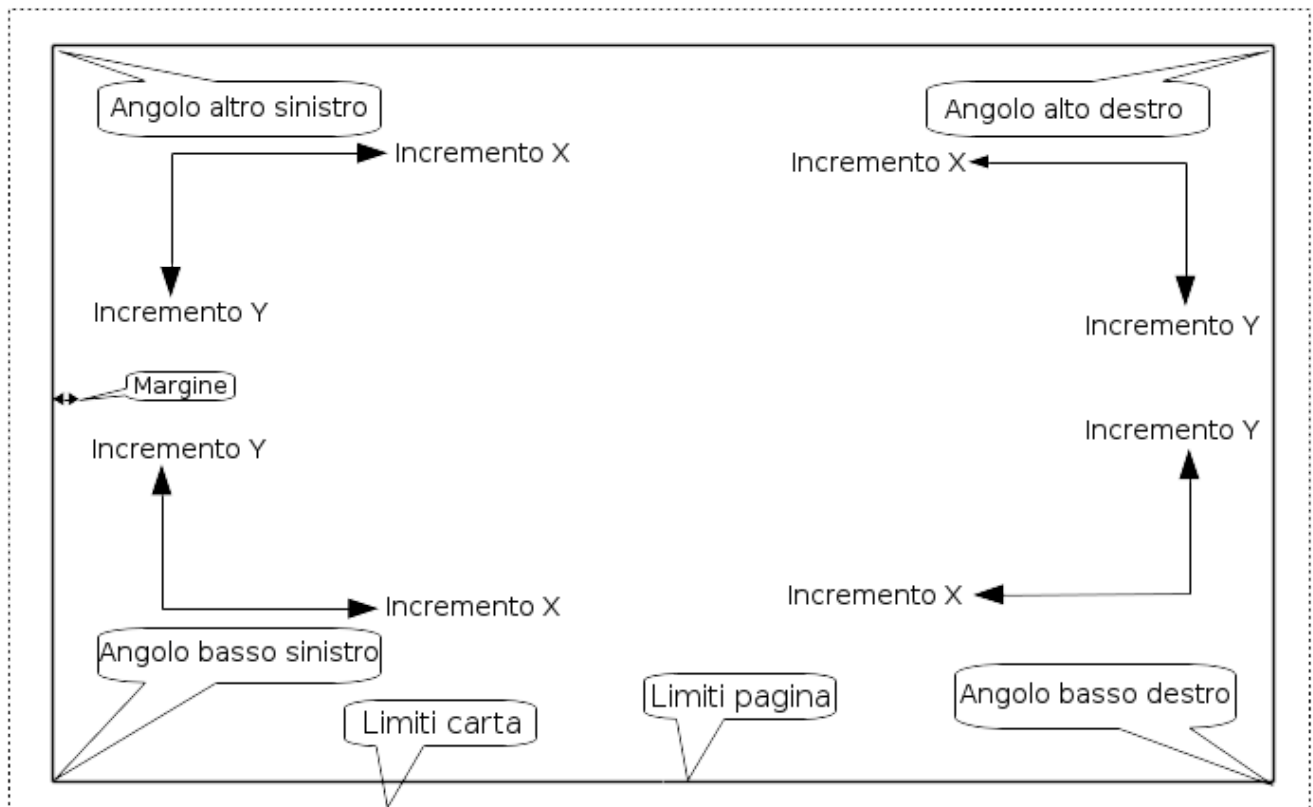 Angolo altro sinistro
Angolo alto destro
Incremento X
Incremento X
Incremento Y
Incremento Y
Margine
Incremento Y
Incremento Y
Incremento X
Incremento X
Angolo basso sinistro
Limiti pagina
Angolo basso destro
Limiti carta